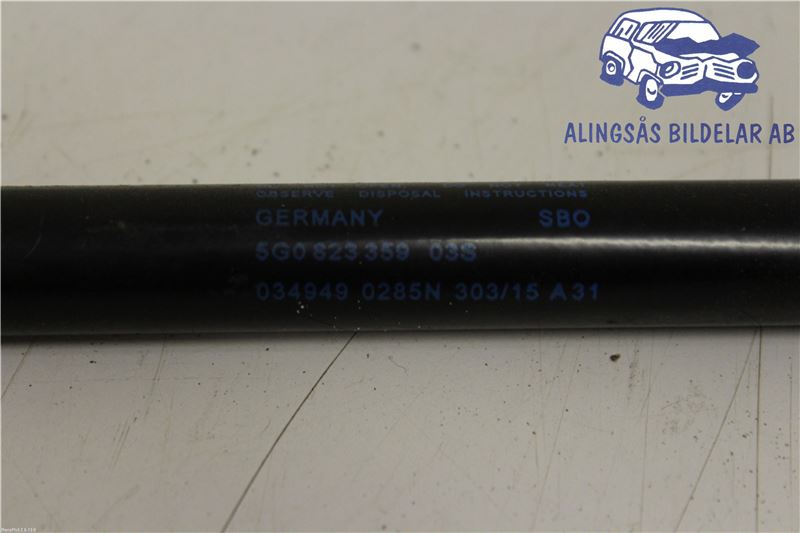 ALINGSÅS BILDELAR AB
OBSERVE DISPOSAL INSTRUCTIONS
GERMANY SBO
5G0 823 359 03S
034949 0285N 303/15 A31